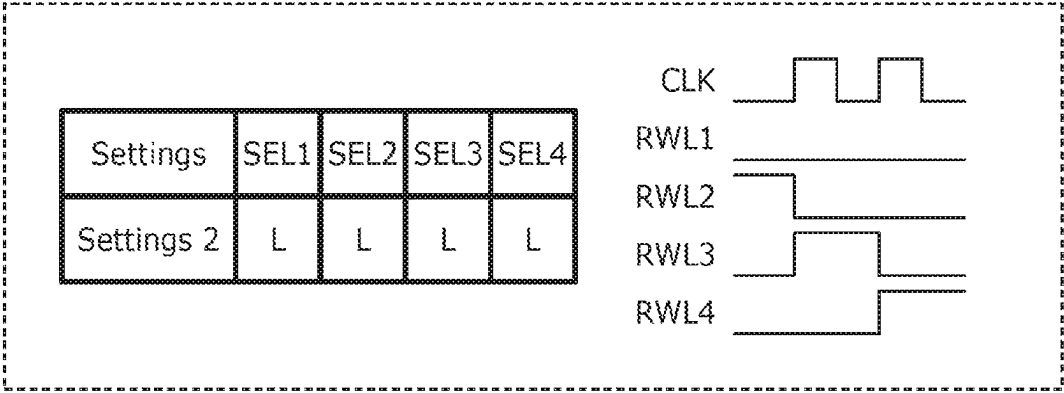 Settings SEL1 SEL2 SEL3 SEL4
Settings 2 L L L L
CLK
RWL1
RWL2
RWL3
RWL4